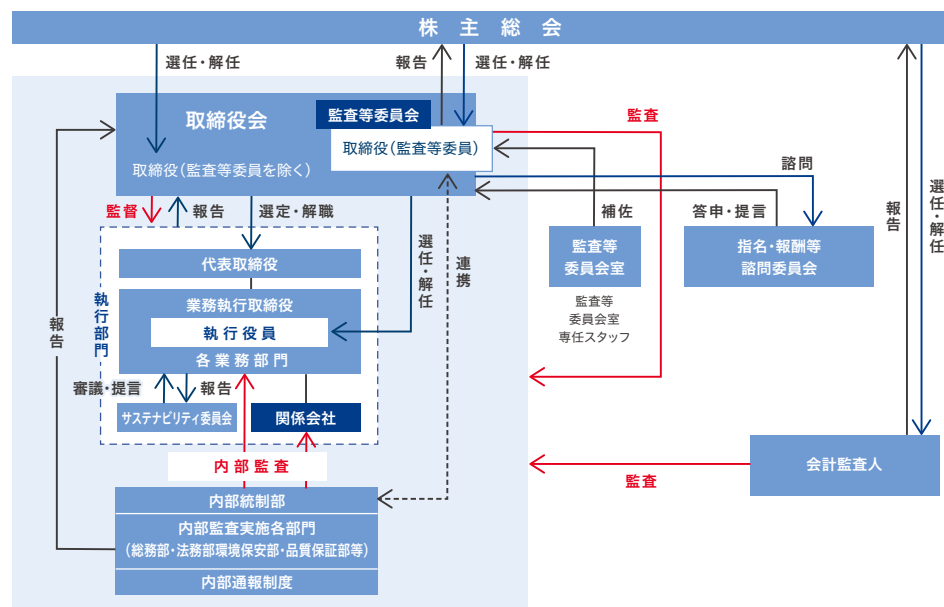 株主総会
選任・解任
報告
選任・解任
取締役会
監査等委員会
取締役(監査等委員)
取締役(監査等委員を除く)
監査
諮問
監督
報告
選定・解職
選任・解任
連携
補佐
答申・提言
報告
選任・解任
代表取締役
監査等
委員会室
指名・報酬等
諮問委員会
監査等
委員会室
専任スタッフ
執行部門
業務執行取締役
執行役員
各業務部門
報告
審議・提言
報告
サステナビリティ委員会
関係会社
内部監査
会計監査人
監査
内部統制部
内部監査実施各部門
(総務部・法務部環境保安部・品質保証部等)
内部通報制度